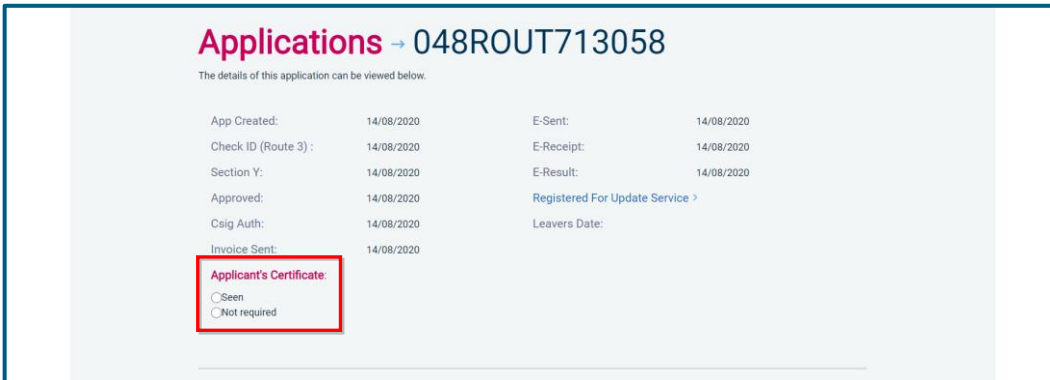 Applications → 048ROUT713058
The details of this application can be viewed below.
App Created: 14/08/2020 E-Sent: 14/08/2020
Check ID (Route 3) : 14/08/2020 E-Receipt: 14/08/2020
Section Y: 14/08/2020 E-Result: 14/08/2020
Approved: 14/08/2020 Registered For Update Service >
Csig Auth: 14/08/2020 Leavers Date:
Invoice Sent: 14/08/2020
Applicant's Certificate:
Seen
Not required